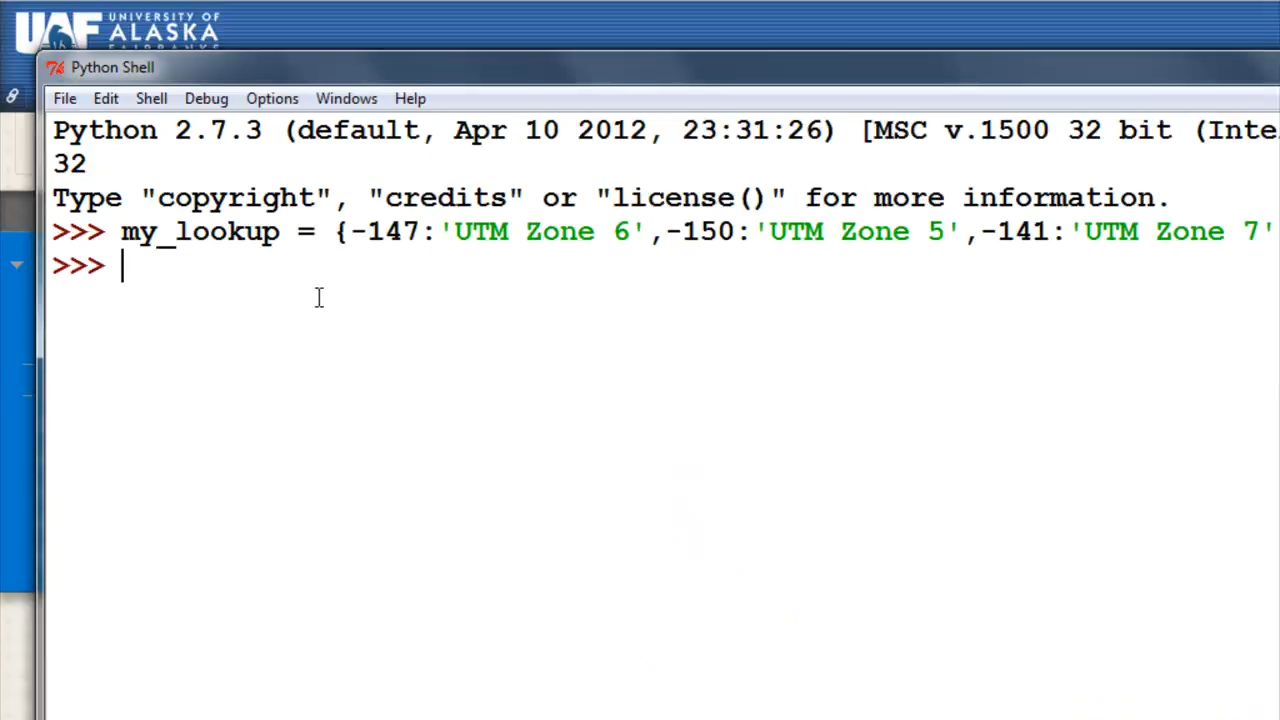 UAF UNIVERSITY OF
ALASKA
FAIRBANKS
Python Shell
File Edit Shell Debug Options Windows Help
Python 2.7.3 (default, Apr 10 2012, 23:31:26) [MSC v.1500 32 bit (Inte
32
Type "copyright", "credits" or "license()" for more information.
>>> my_lookup = {-147:'UTM Zone 6',-150:'UTM Zone 5',-141:'UTM Zone 7'
>>>